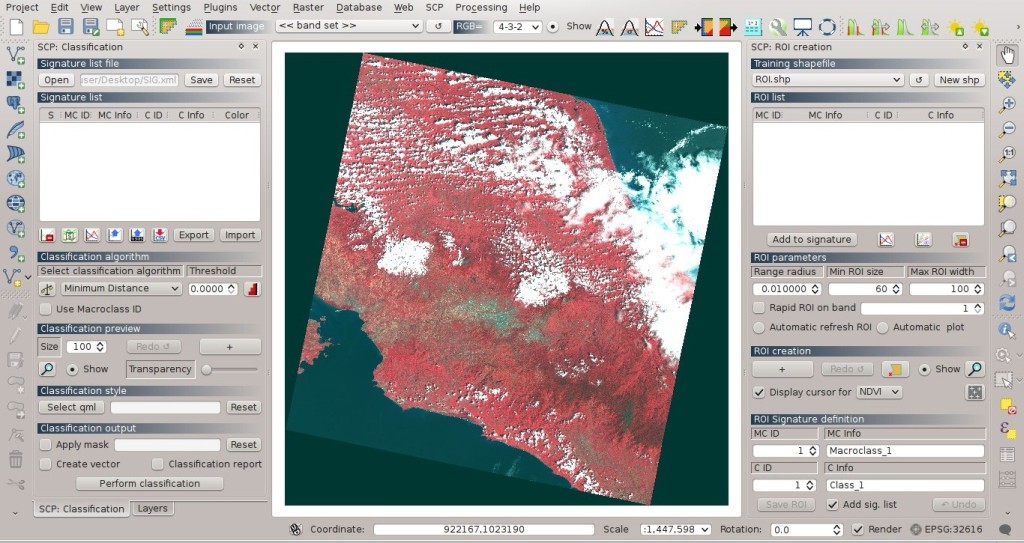 Project Edit View Layer Settings Plugins Vector Raster Database Web SCP Processing Help
Input image << band set >> RGB= 4-3-2 Show
SCP: Classification
Signature list file
Open ser/Desktop/SIG.xml Save Reset
Signature list
S MC ID MC Info C ID C Info Color
Export Import
Classification algorithm
Select classification algorithm Threshold
Minimum Distance 0.0000
Use Macroclass ID
Classification preview
Size 100 Redo ↺ +
Show Transparency
Classification style
Select qml Reset
Classification output
Apply mask Reset
Create vector Classification report
Perform classification
SCP: Classification Layers
SCP: ROI creation
Training shapefile
ROI.shp New shp
ROI list
MC ID MC Info C ID C Info
Add to signature
ROI parameters
Range radius Min ROI size Max ROI width
0.010000 60 100
Rapid ROI on band 1
Automatic refresh ROI Automatic plot
ROI creation
+ Redo ↺ Show
Display cursor for NDVI
ROI Signature definition
MC ID MC Info
1 Macroclass_1
C ID C Info
1 Class_1
Save ROI Add sig. list ↶ Undo
Coordinate: 922167,1023190 Scale :1,447,598 Rotation: 0.0 Render EPSG:32616